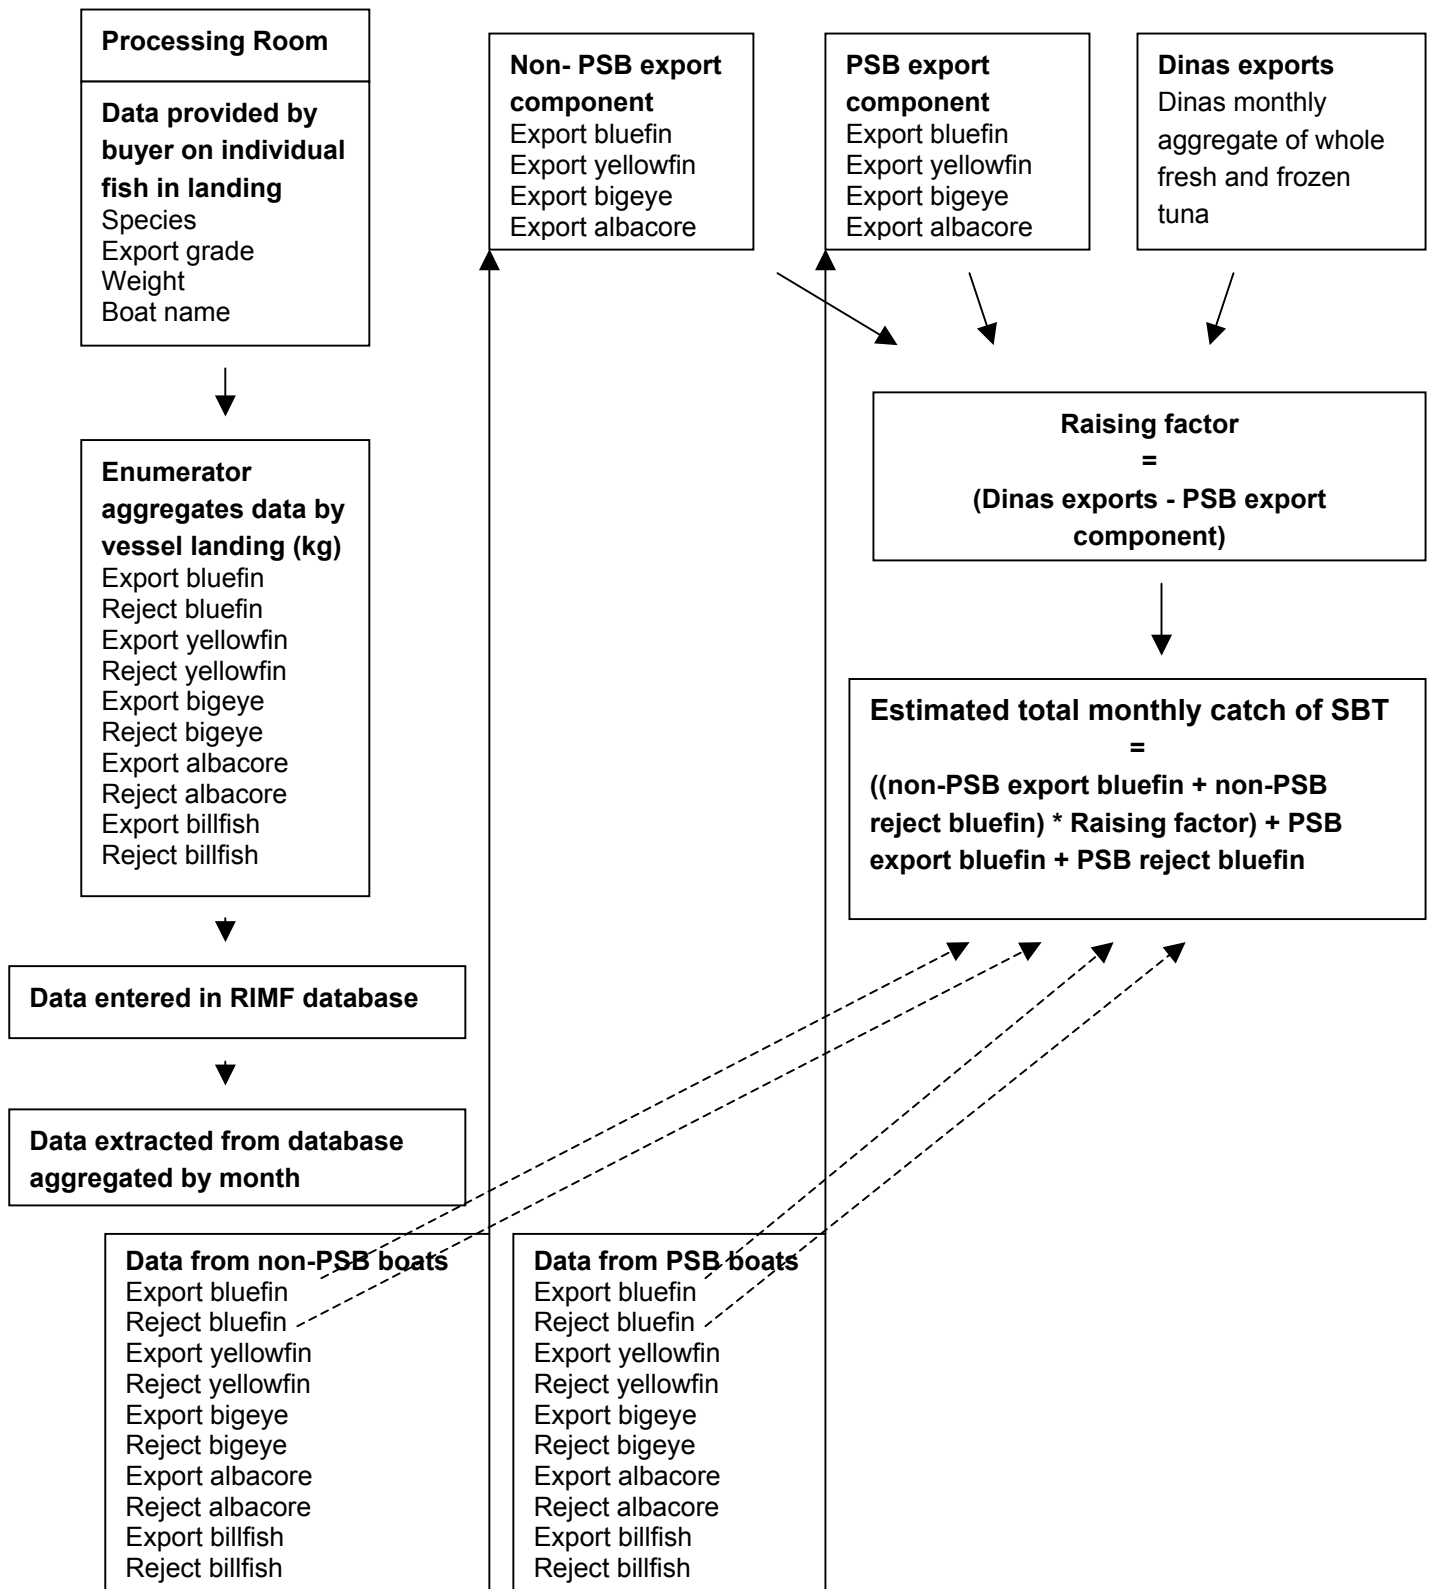 Processing Room
Data provided by
buyer on individual
fish in landing
Species
Export grade
Weight
Boat name
Enumerator
aggregates data by
vessel landing (kg)
Export bluefin
Reject bluefin
Export yellowfin
Reject yellowfin
Export bigeye
Reject bigeye
Export albacore
Reject albacore
Export billfish
Reject billfish
Data entered in RIMF database
Data extracted from database
aggregated by month
Data from non-PSB boats
Export bluefin
Reject bluefin
Export yellowfin
Reject yellowfin
Export bigeye
Reject bigeye
Export albacore
Reject albacore
Export billfish
Reject billfish
Data from PSB boats
Export bluefin
Reject bluefin
Export yellowfin
Reject yellowfin
Export bigeye
Reject bigeye
Export albacore
Reject albacore
Export billfish
Reject billfish
Non- PSB export
component
Export bluefin
Export yellowfin
Export bigeye
Export albacore
PSB export
component
Export bluefin
Export yellowfin
Export bigeye
Export albacore
Dinas exports
Dinas monthly
aggregate of whole
fresh and frozen
tuna
Raising factor
=
(Dinas exports - PSB export
component)
Estimated total monthly catch of SBT
=
((non-PSB export bluefin + non-PSB
reject bluefin) * Raising factor) + PSB
export bluefin + PSB reject bluefin